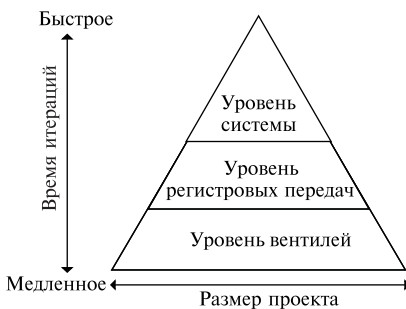 Быстрое
Время итераций
Уровень
системы
Уровень
регистровых передач
Уровень вентилей
Медленное
Размер проекта